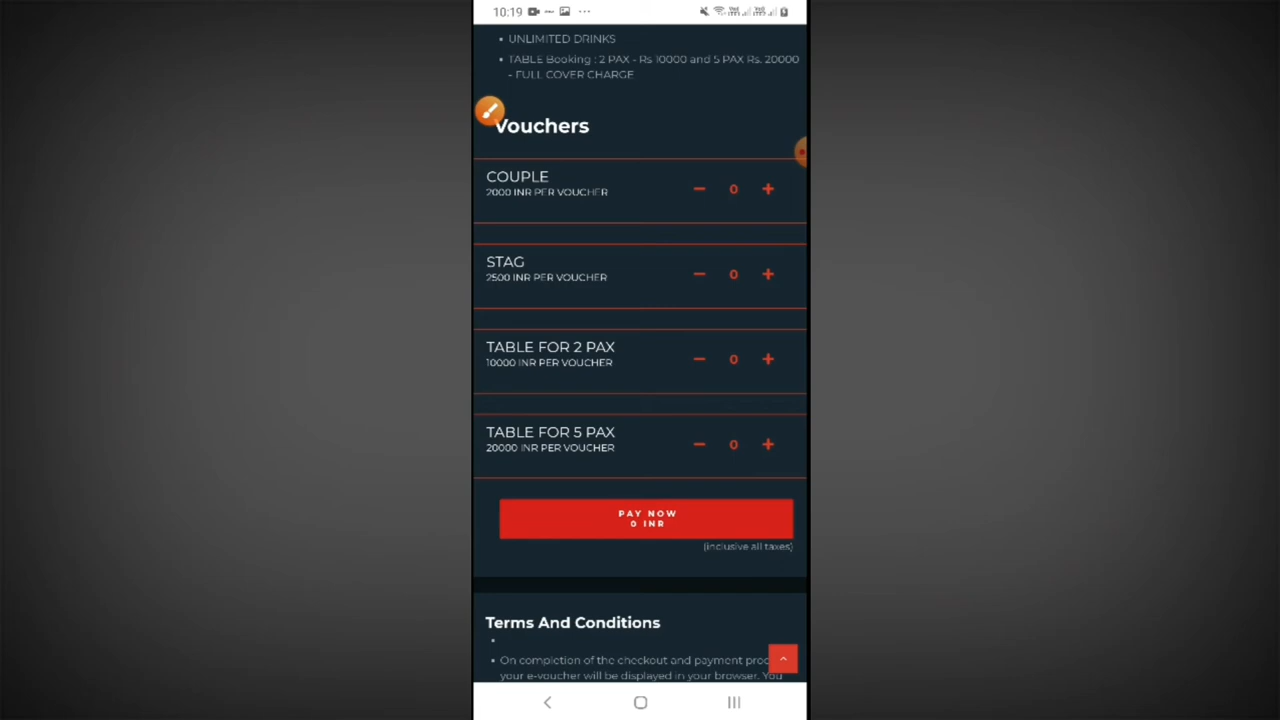 10:19
UNLIMITED DRINKS
TABLE Booking : 2 PAX - Rs 10000 and 5 PAX Rs. 20000
- FULL COVER CHARGE
Vouchers
COUPLE
2000 INR PER VOUCHER
0
STAG
2500 INR PER VOUCHER
0
TABLE FOR 2 PAX
10000 INR PER VOUCHER
0
TABLE FOR 5 PAX
20000 INR PER VOUCHER
0
PAY NOW
0 INR
(inclusive all taxes)
Terms And Conditions
On completion of the checkout and payment
your e-voucher will be displayed in your browser. You